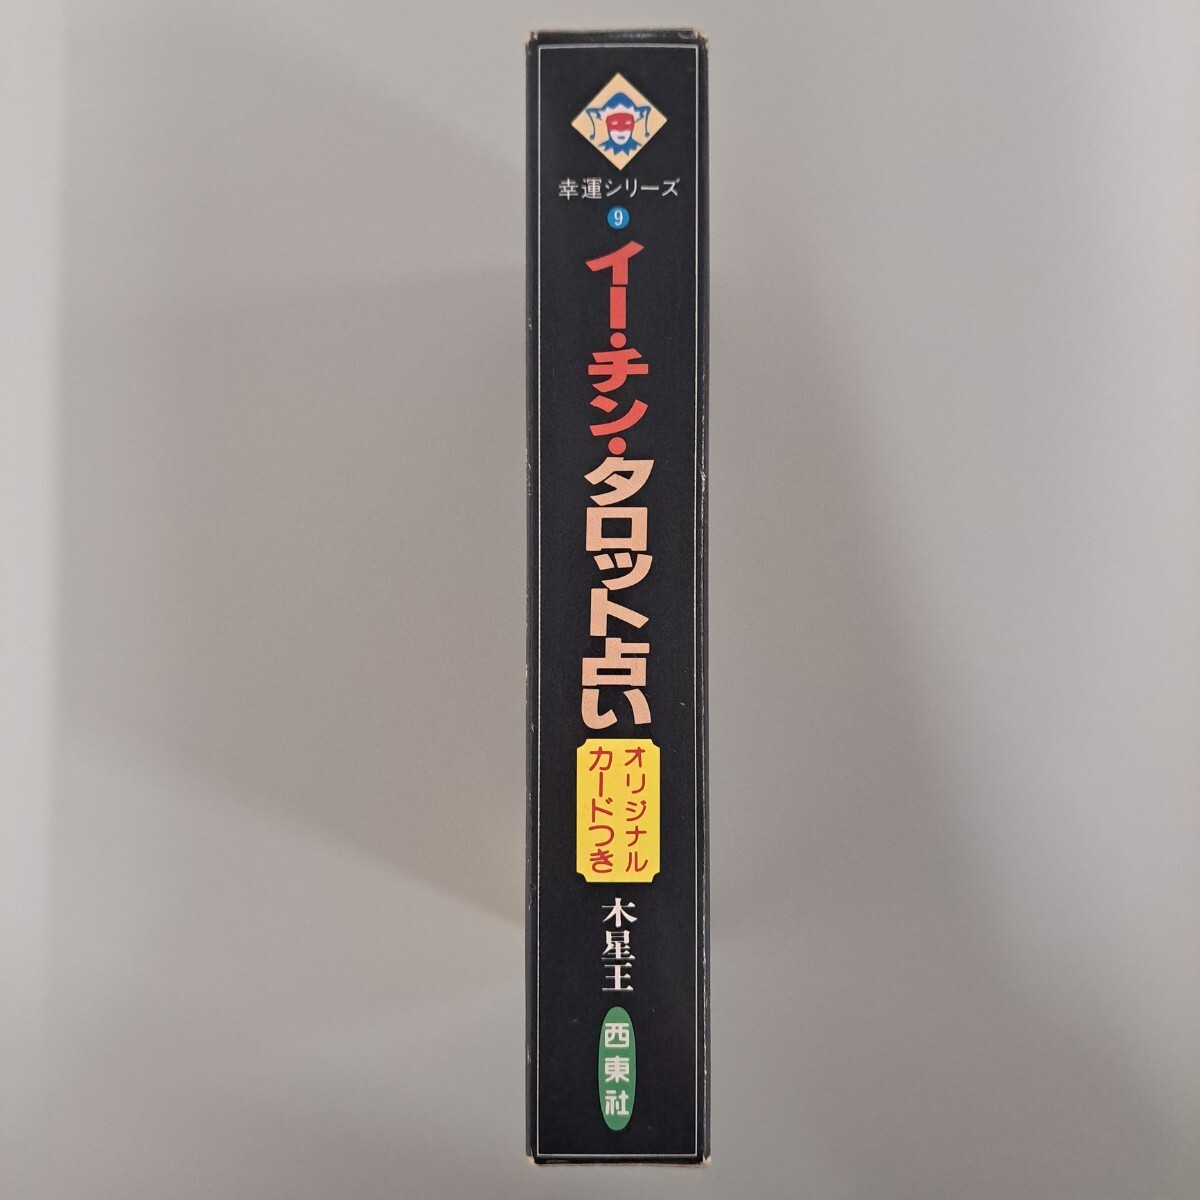 幸運シリーズ
9
イー・チン・タロット占い
オリジナル
カードつき
木星王
西東社